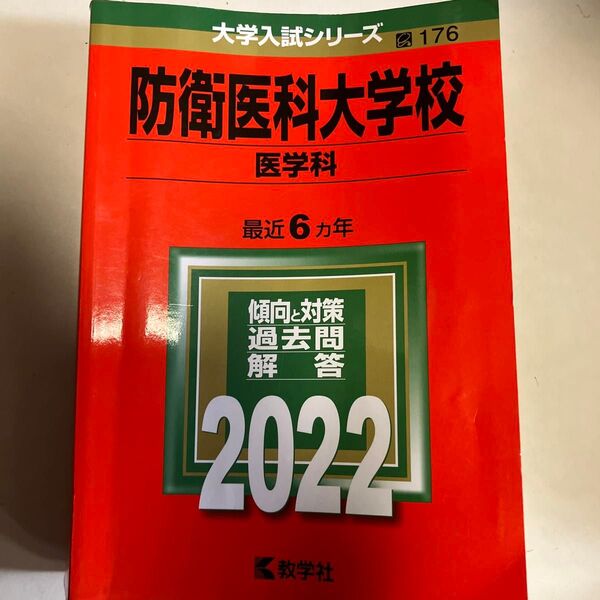 大学入試シリーズ 176
防衛医科大学校
医学科
最近6カ年
傾向と対策
過去問
解答
2022
教学社